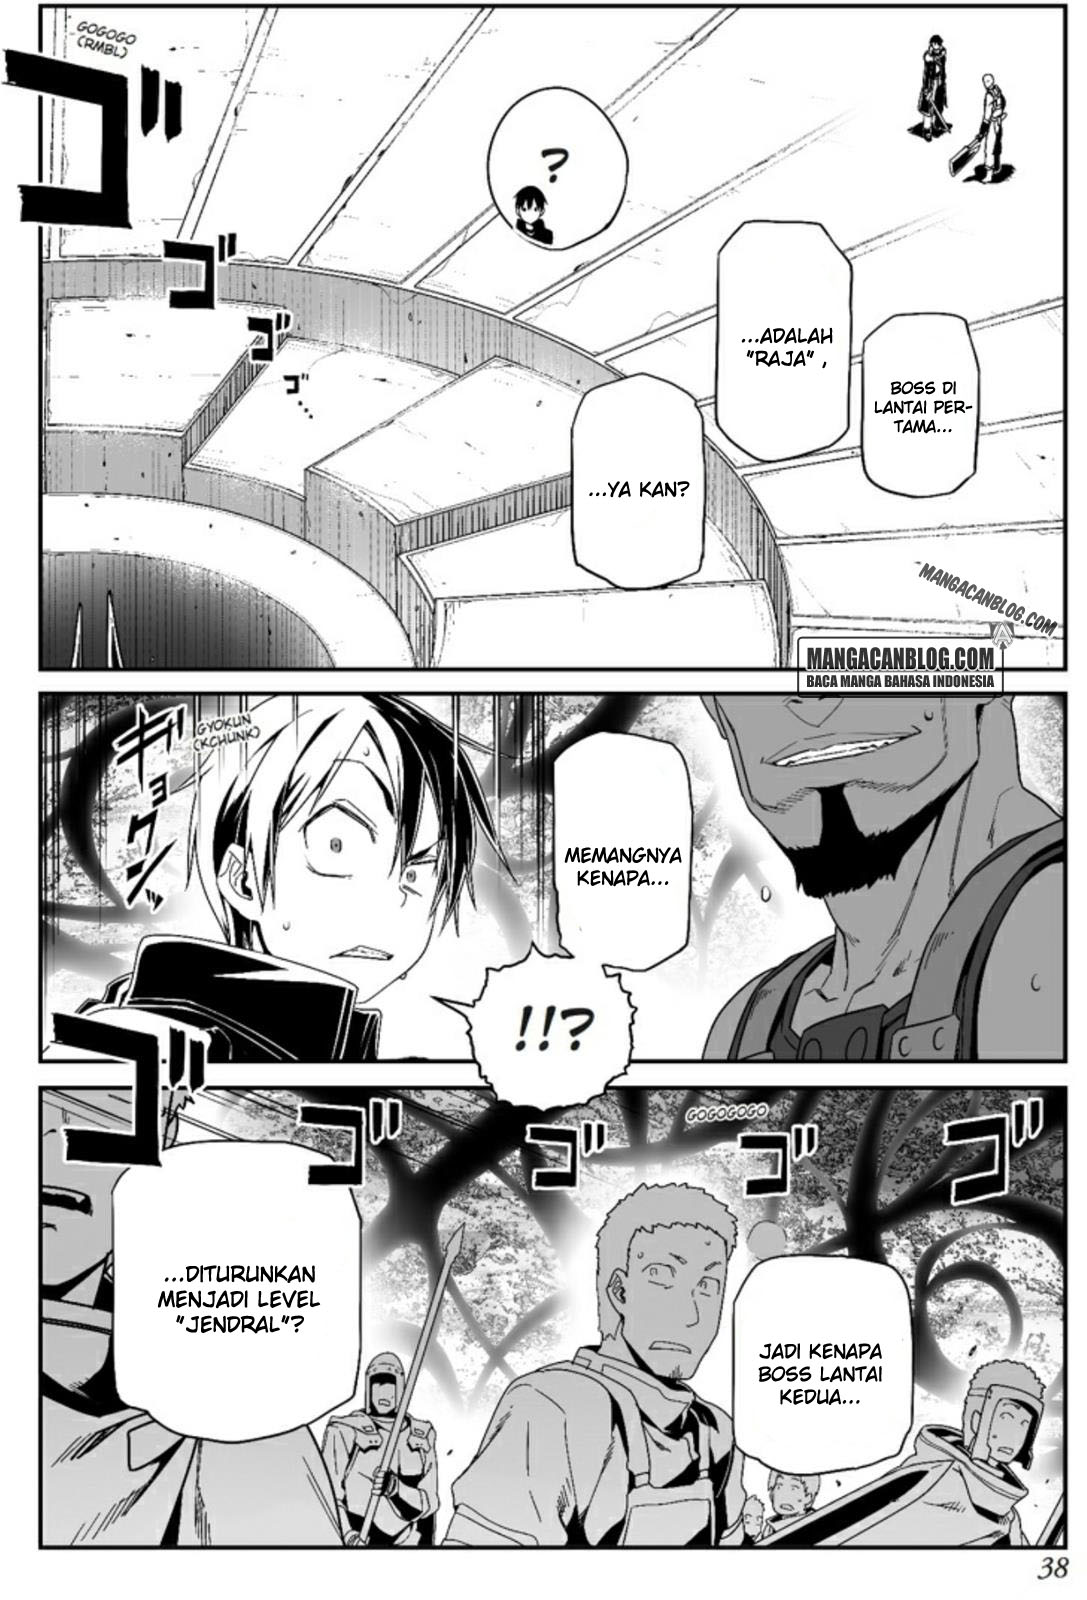 GOGOGO
(RMBL)
ゴ
ゴ
ゴ
ゴ…
?
BOSS DI
LANTAI PER-
TAMA...
...ADALAH
"RAJA" ,
...YA KAN?
MANGACANBLOG.COM
MANGACANBLOG.COM
BACA MANGA BAHASA INDONESIA
GYOKUN
(KCHUNK)
ギョクン
MEMANGNYA
KENAPA...
!!?
GOGOGOGO
ゴ
ゴ
ゴ
ゴ
ゴ
JADI KENAPA
BOSS LANTAI
KEDUA...
...DITURUNKAN
MENJADI LEVEL
"JENDRAL"?
38